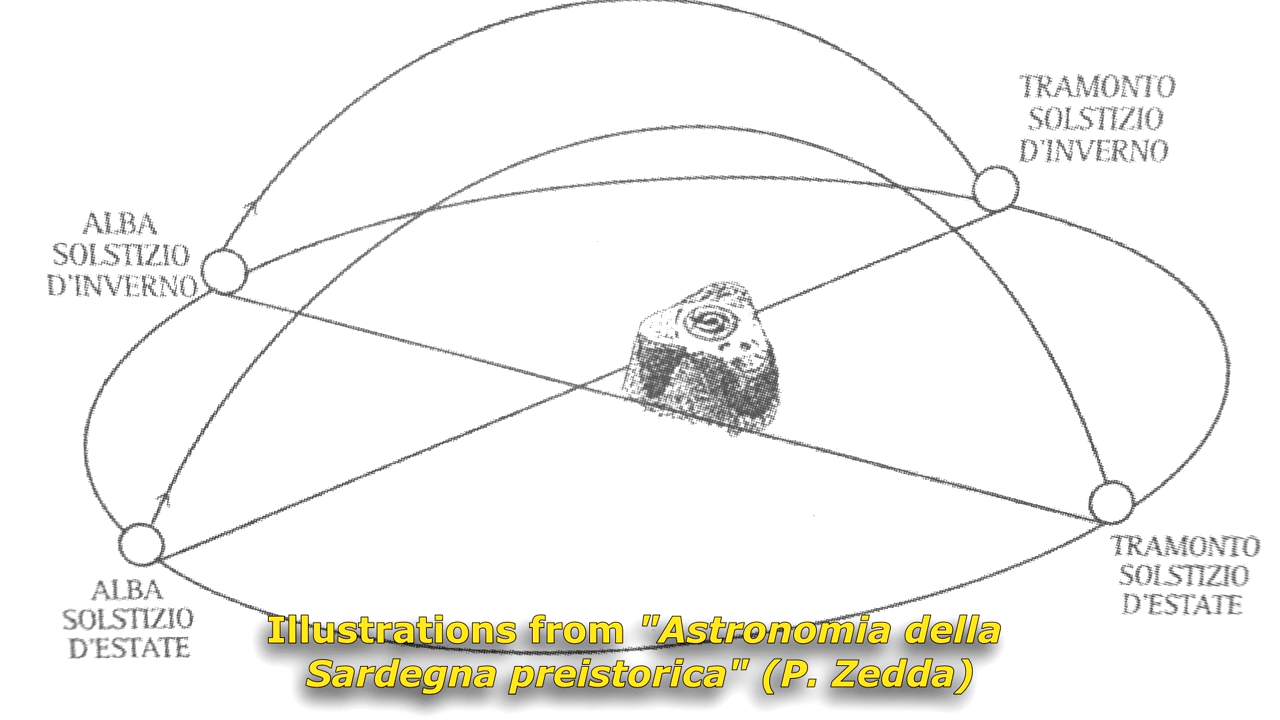 TRAMONTO
SOLSTIZIO
D'INVERNO
ALBA
SOLSTIZIO
D'INVERNO
TRAMONTO
SOLSTIZIO
D'ESTATE
ALBA
SOLSTIZIO
D'ESTATE
Illustrations from "Astronomia della
Sardegna preistorica" (P. Zedda)